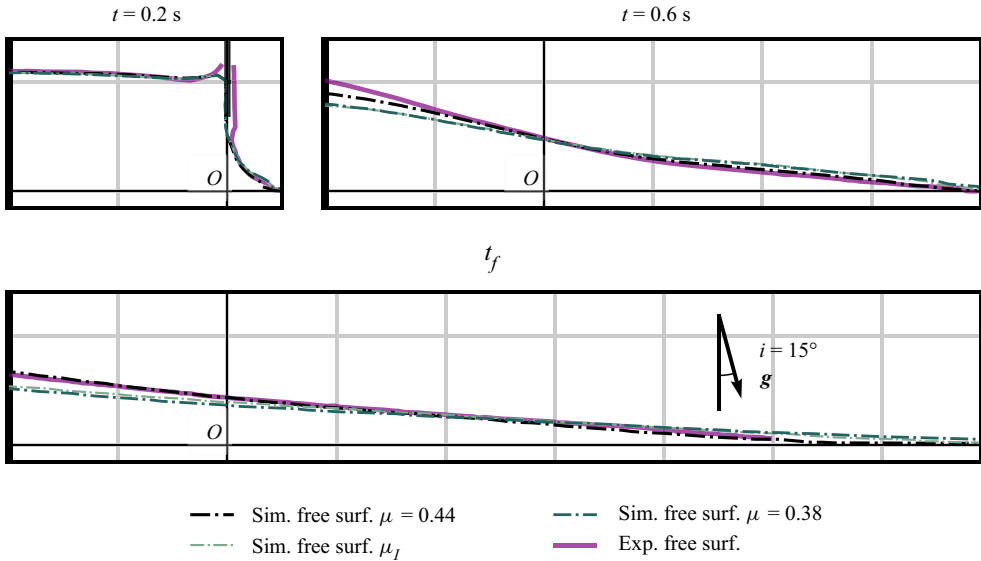 t = 0.2 s
t = 0.6 s
O
O
t_f
i = 15°
g
O
Sim. free surf. μ = 0.44
Sim. free surf. μ = 0.38
Sim. free surf. μ_I
Exp. free surf.